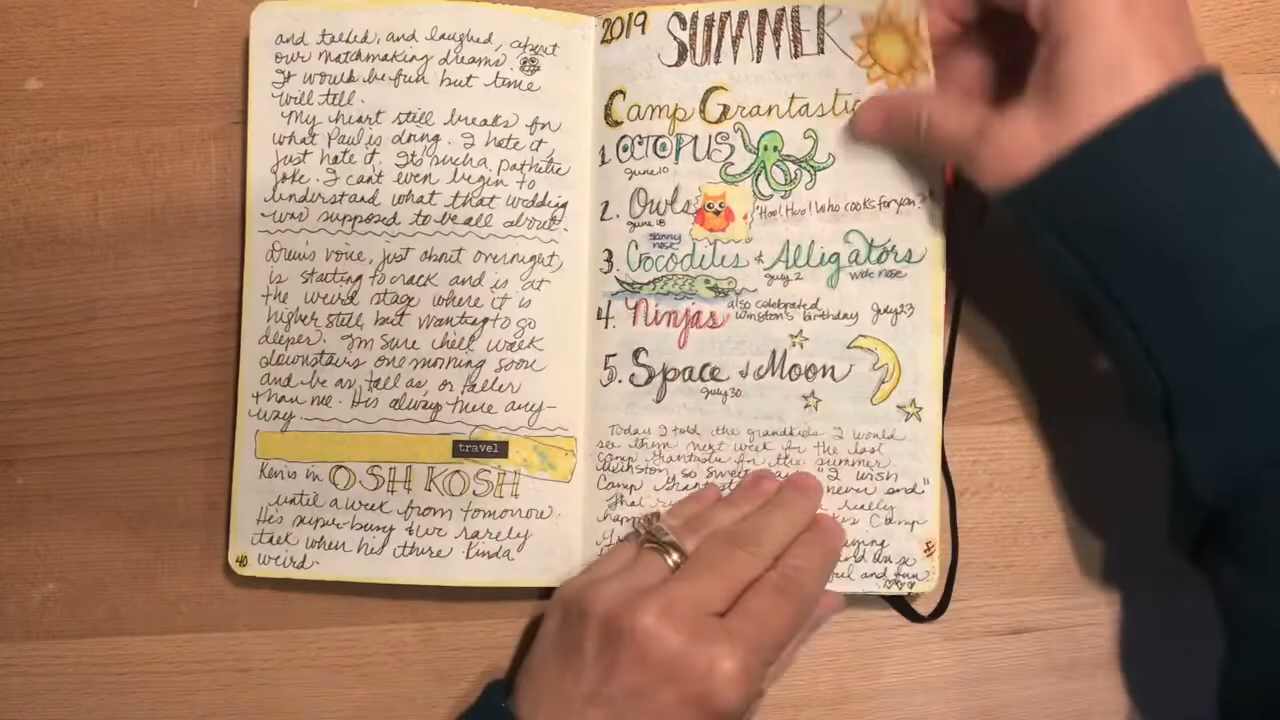 and talked, and laughed, about
our matchmaking dreams.
It would be fun but time
will tell.
My heart still breaks for
what Paul is doing. I hate it,
just hate it. It's such a pathetic
joke. I can't even begin to
understand what that wedding
was supposed to be all about.
Drew's voice, just about overnight,
is starting to crack and is at
the weird stage where it is
higher still, but wanting to go
deeper. I'm sure he'll walk
downstairs one morning soon
and be as tall as, or taller
than me. He's always there any-
way.
travel
Ken's in OSH KOSH
until a week from tomorrow.
He's super-busy & we rarely
talk when he's there. Kinda
weird.
40
2019 SUMMER
Camp Grantastic
1. OCTOPUS
june 10
2. Owls "Hoo! Hoo! Who cooks for you?"
june 18
skinny nose
3. Crocodiles & Alligators
july 2 wide nose
4. Ninjas also celebrated Winston's birthday July 23
5. Space & Moon
july 30
Today I told the grandkids I would
see them next week for the last
Camp Grantastic for the summer.
Winston, so sweet, "I wish
Camp never end"
That really
Camp
and fun.